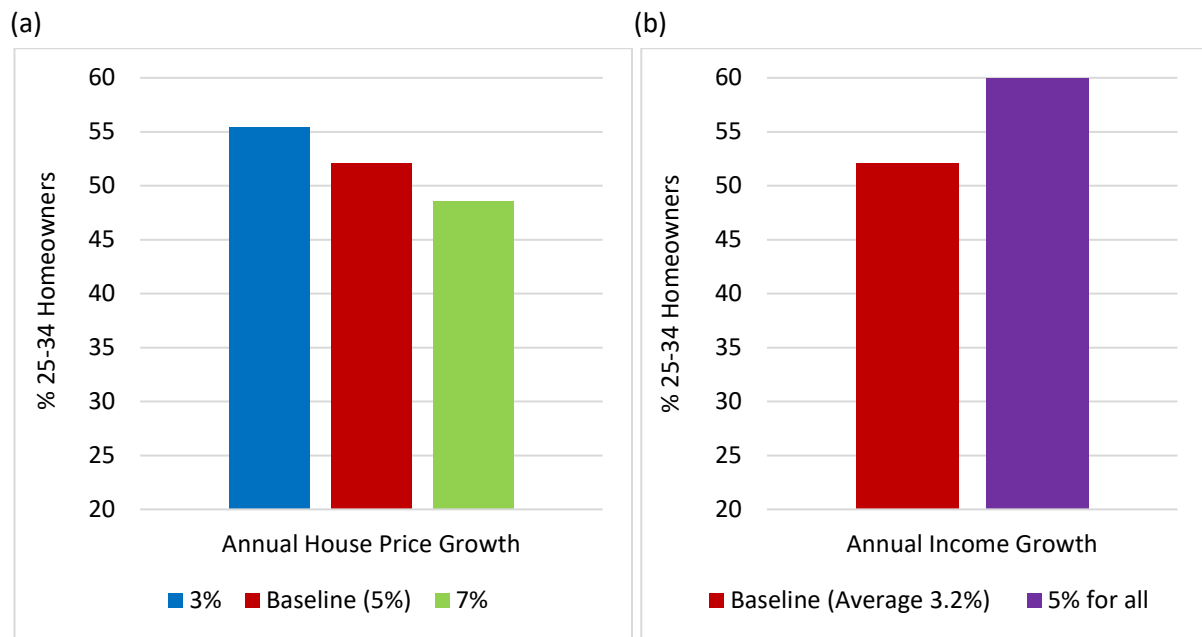 (a)
% 25-34 Homeowners
60
55
50
45
40
35
30
25
20
Annual House Price Growth
3% Baseline (5%) 7%
(b)
% 25-34 Homeowners
60
55
50
45
40
35
30
25
20
Annual Income Growth
Baseline (Average 3.2%) 5% for all